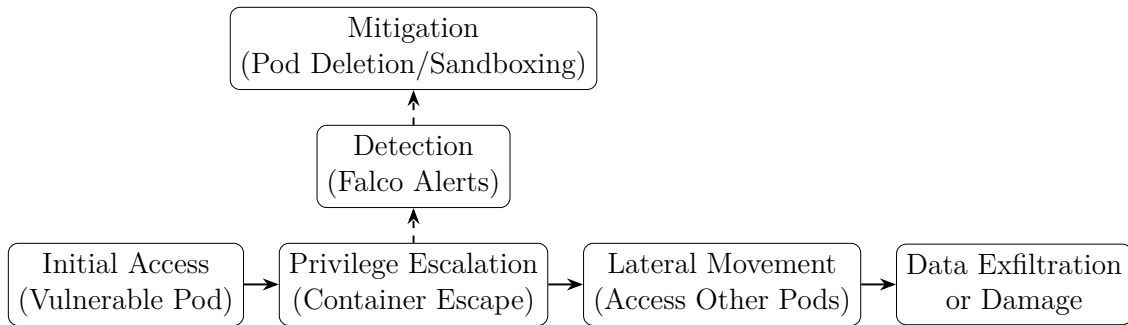 Mitigation
(Pod Deletion/Sandboxing)
Detection
(Falco Alerts)
Initial Access
(Vulnerable Pod)
Privilege Escalation
(Container Escape)
Lateral Movement
(Access Other Pods)
Data Exfiltration
or Damage